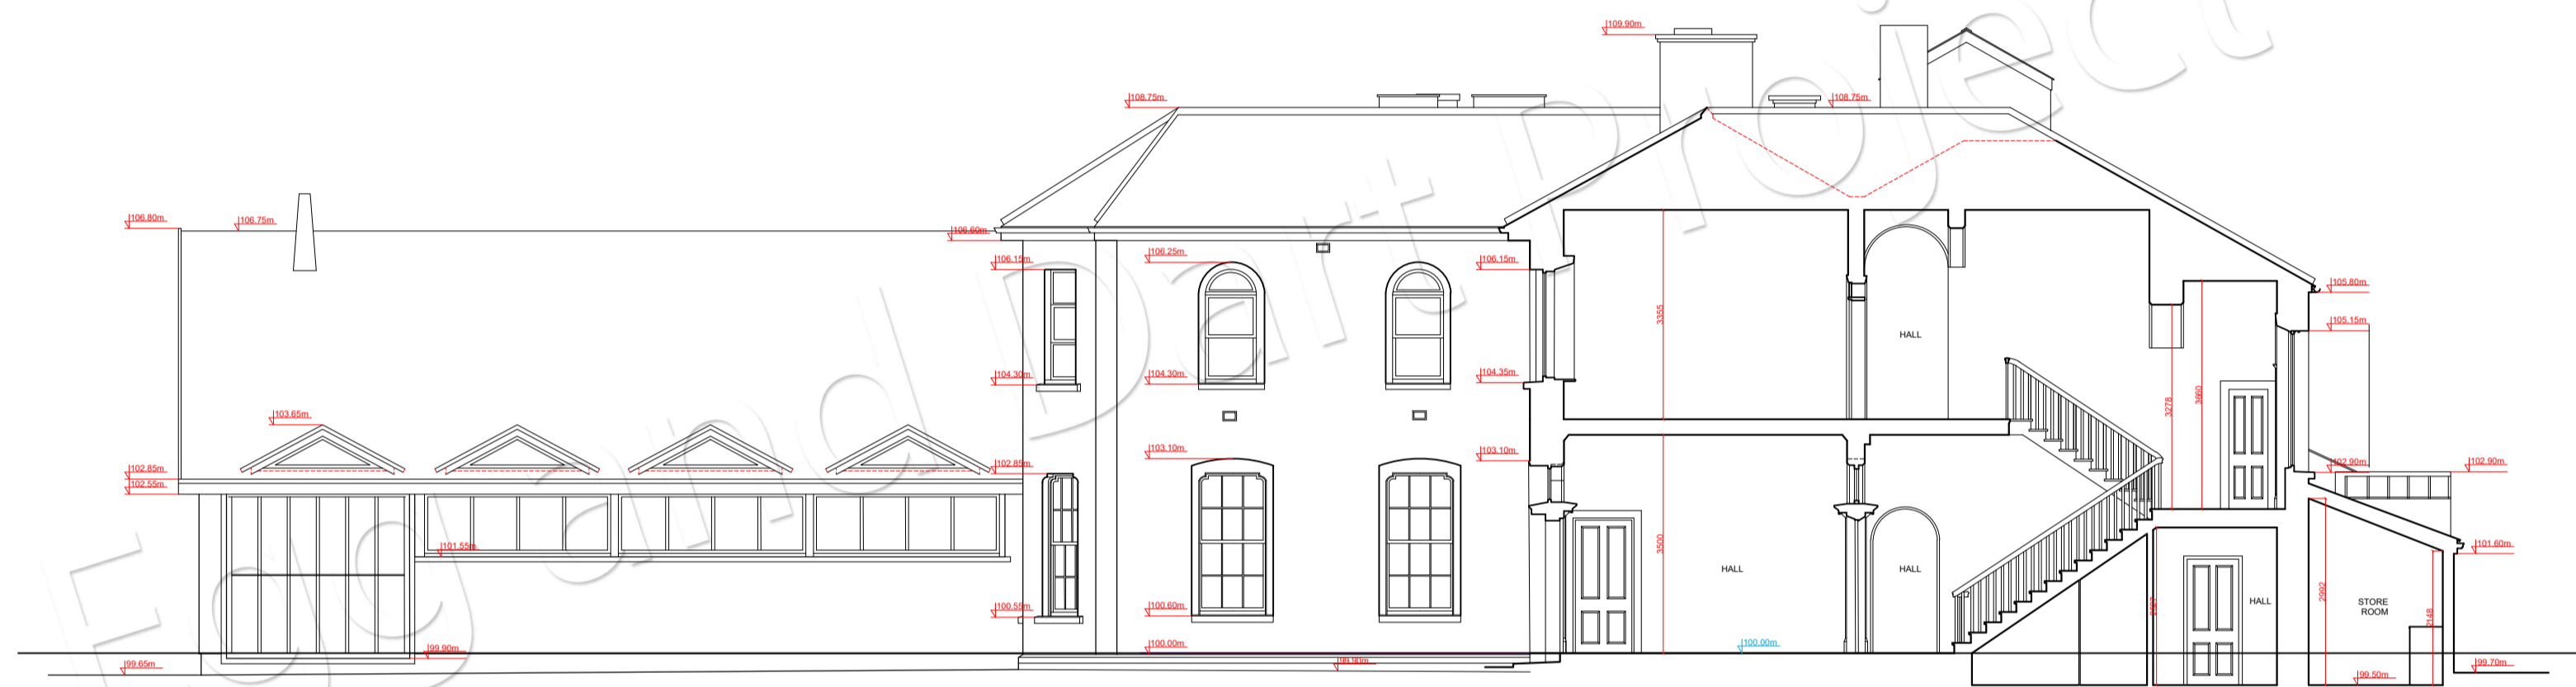 109.90m
108.75m
108.75m
106.80m
106.75m
106.60m
106.15m
106.25m
106.15m
105.80m
105.15m
3355
HALL
104.30m
104.30m
104.35m
3278
3660
103.65m
103.10m
103.10m
102.85m
102.85m
102.90m
102.90m
102.55m
101.55m
3500
101.60m
HALL
HALL
HALL
2992
STORE
ROOM
2148
100.55m
100.60m
100.00m
100.00m
99.90m
99.90m
99.65m
99.70m
99.50m
Edg and Dart Project